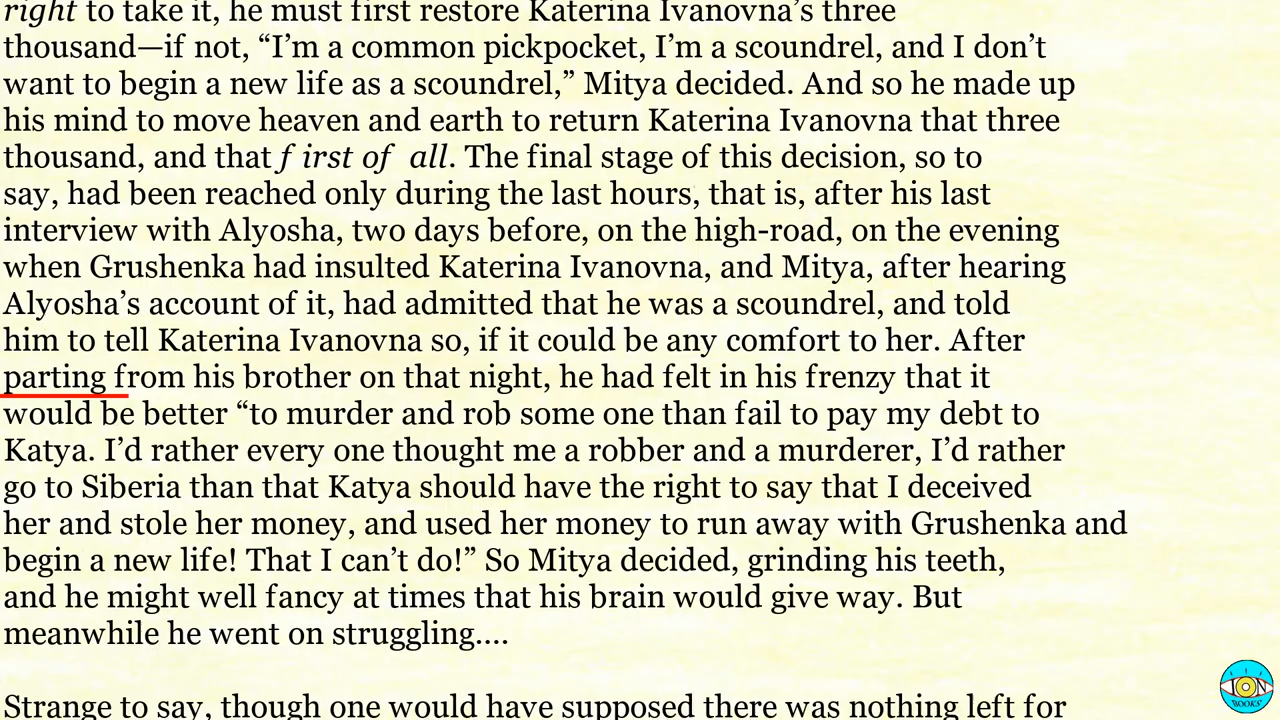 right to take it, he must first restore Katerina Ivanovna’s three
thousand—if not, “I’m a common pickpocket, I’m a scoundrel, and I don’t
want to begin a new life as a scoundrel,” Mitya decided. And so he made up
his mind to move heaven and earth to return Katerina Ivanovna that three
thousand, and that f irst of  all. The final stage of this decision, so to
say, had been reached only during the last hours, that is, after his last
interview with Alyosha, two days before, on the high-road, on the evening
when Grushenka had insulted Katerina Ivanovna, and Mitya, after hearing
Alyosha’s account of it, had admitted that he was a scoundrel, and told
him to tell Katerina Ivanovna so, if it could be any comfort to her. After
parting from his brother on that night, he had felt in his frenzy that it
would be better “to murder and rob some one than fail to pay my debt to
Katya. I’d rather every one thought me a robber and a murderer, I’d rather
go to Siberia than that Katya should have the right to say that I deceived
her and stole her money, and used her money to run away with Grushenka and
begin a new life! That I can’t do!” So Mitya decided, grinding his teeth,
and he might well fancy at times that his brain would give way. But
meanwhile he went on struggling....
Strange to say, though one would have supposed there was nothing left for
ION
BOOKS